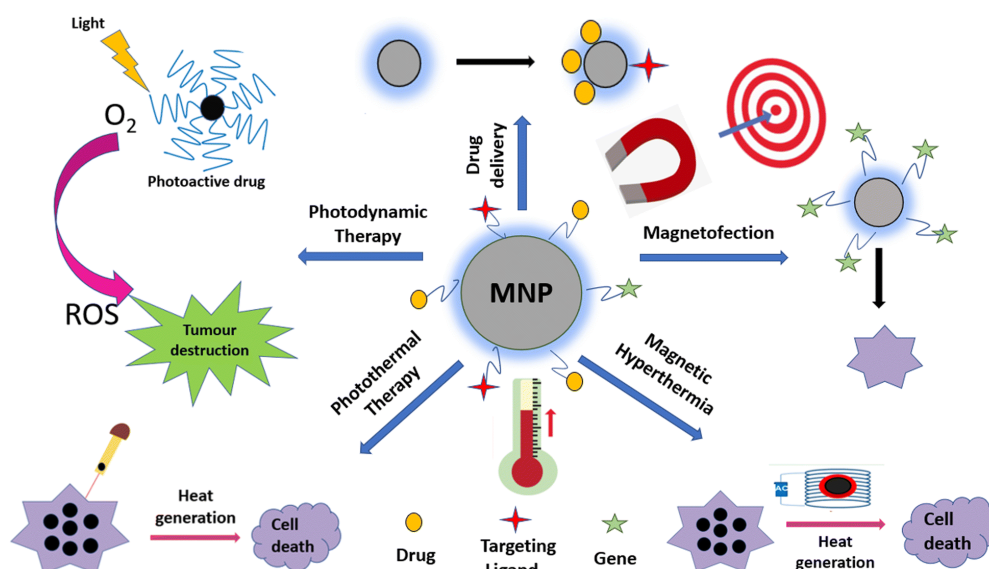 Light
O2
Photoactive drug
ROS
Tumour
destruction
Photodynamic
Therapy
Drug
delivery
Magnetofection
MNP
Photothermal
Therapy
Magnetic
Hyperthermia
Heat
generation
Cell
death
Drug
Targeting
Ligand
Gene
AC
Heat
generation
Cell
death